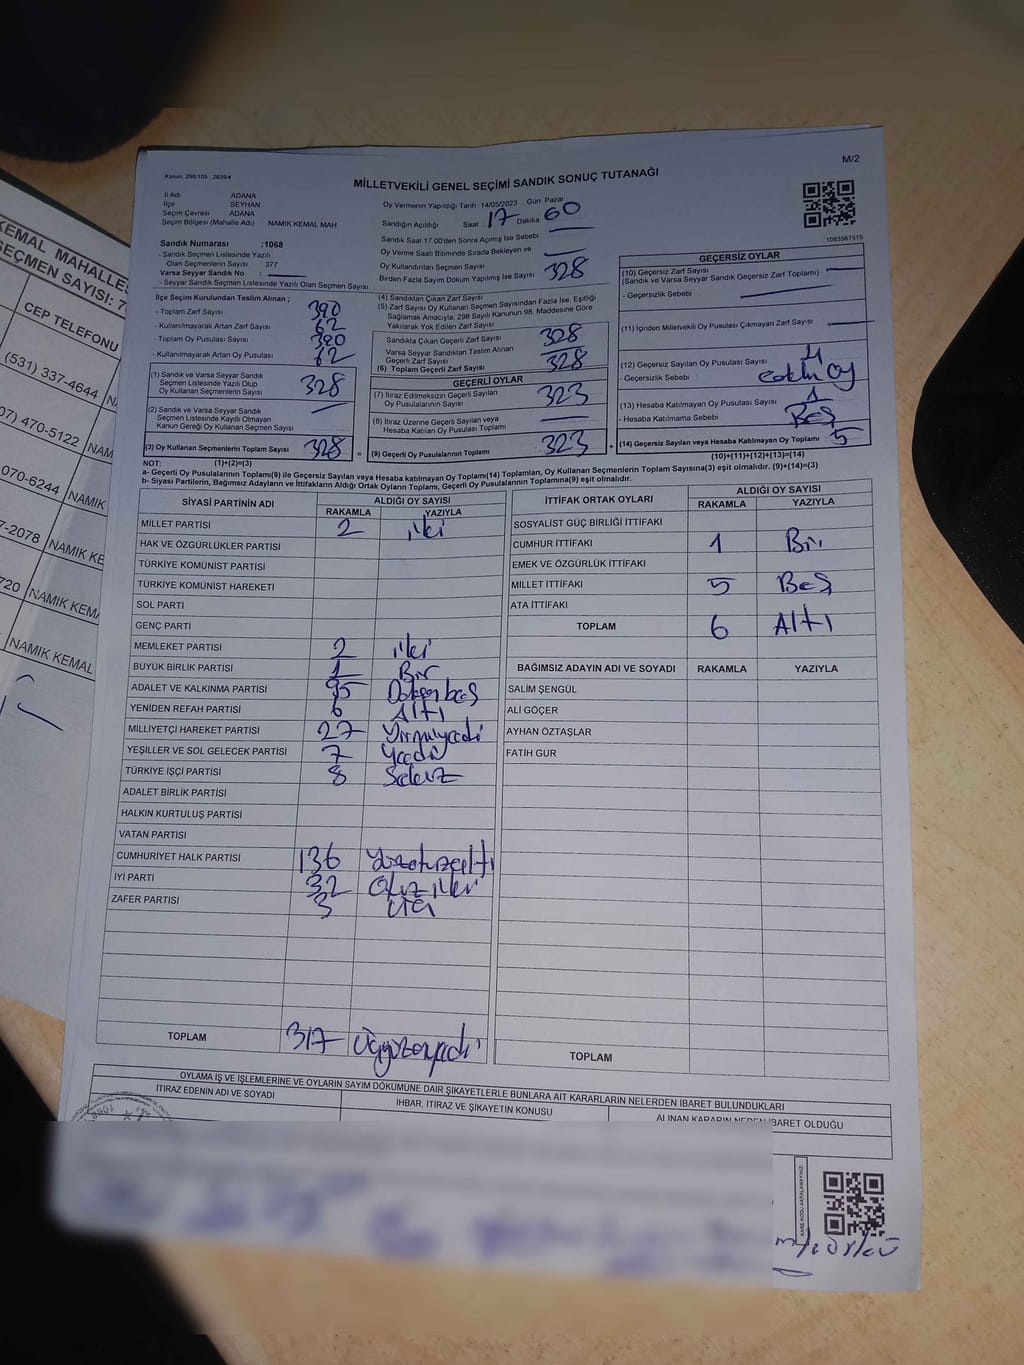 M/2
Kanun: 298/105 , 2839/4
MİLLETVEKİLİ GENEL SEÇİMİ SANDIK SONUÇ TUTANAĞI
İl Adı ADANA
İlçe SEYHAN
Seçim Çevresi ADANA
Seçim Bölgesi (Mahalle Adı) NAMIK KEMAL MAH
Sandık Numarası :1068
- Sandık Seçmen Listesinde Yazılı
Olan Seçmenlerin Sayısı 377
Varsa Seyyar Sandık No :
- Seyyar Sandık Seçmen Listesinde Yazılı Olan Seçmen Sayısı
Oy Vermenin Yapıldığı Tarih :14/05/2023 Gün: Pazar
Sandığın Açıldığı Saat 17 Dakika 60
Sandık Saat 17.00'den Sonra Açılmış İse Sebebi :
Oy Verme Saati Bitiminde Sırada Bekleyen ve
Oy Kullandırılan Seçmen Sayısı
Birden Fazla Sayım Döküm Yapılmış İse Sayısı 328
1083567515
İlçe Seçim Kurulundan Teslim Alınan ;
- Toplam Zarf Sayısı 390
- Kullanılmayarak Artan Zarf Sayısı 62
- Toplam Oy Pusulası 390
- Kullanılmayarak Artan Oy Pusulası 62
(1) Sandık ve Varsa Seyyar Sandık
Seçmen Listesinde Yazılı Olup
Oy Kullanan Seçmenlerin Sayısı 328
(2) Sandık ve Varsa Seyyar Sandık
Seçmen Listesinde Kayıtlı Olmayan
Kanun Gereği Oy Kullanan Seçmen Sayısı
(3) Oy Kullanan Seçmenlerin Toplam Sayısı 328
(4) Sandıktan Çıkan Zarf Sayısı
(5) Zarf Sayısı Oy Kullanan Seçmen Sayısından Fazla İse, Eşitliği
Sağlamak Amacıyla, 298 Sayılı Kanunun 98. Maddesine Göre
Yakılarak Yok Edilen Zarf Sayısı
Sandıkta Çıkan Geçerli Zarf Sayısı 328
Varsa Seyyar Sandıktan Teslim Alınan
Geçerli Zarf Sayısı
(6) Toplam Geçerli Zarf Sayısı 328
GEÇERLİ OYLAR
(7) İtiraz Edilmeksizin Geçerli Sayılan
Oy Pusulalarının Sayısı 323
(8) İtiraz Üzerine Geçerli Sayılan veya
Hesaba Katılan Oy Pusulası Toplamı
= (9) Geçerli Oy Pusulalarının Toplamı 323
GEÇERSİZ OYLAR
(10) Geçersiz Zarf Sayısı
(Sandık ve Varsa Seyyar Sandık Geçersiz Zarf Toplamı)
- Geçersizlik Sebebi :
(11) İçinden Milletvekili Oy Pusulası Çıkmayan Zarf Sayısı
(12) Geçersiz Sayılan Oy Pusulası Sayısı 4
- Geçersizlik Sebebi :
(13) Hesaba Katılmayan Oy Pusulası Sayısı 1
- Hesaba Katılmama Sebebi : Beş
+ (14) Geçersiz Sayılan veya Hesaba Katılmayan Oy Toplamı 5
NOT: (1)+(2)=(3) (10)+(11)+(12)+(13)=(14)
a- Geçerli Oy Pusulalarının Toplamı(9) ile Geçersiz Sayılan veya Hesaba Katılmayan Oy Toplamı(14) Toplamları, Oy Kullanan Seçmenlerin Toplam Sayısına(3) eşit olmalıdır. (9)+(14)=(3)
b- Siyasi Partilerin, Bağımsız Adayların ve İttifakların Aldığı Ortak Oyların Toplamı, Geçerli Oy Pusulalarının Toplamına(9) eşit olmalıdır.
SİYASİ PARTİNİN ADI ALDIĞI OY SAYISI
RAKAMLA YAZIYLA
MİLLET PARTİSİ 2 iki
HAK VE ÖZGÜRLÜKLER PARTİSİ
TÜRKİYE KOMÜNİST PARTİSİ
TÜRKİYE KOMÜNİST HAREKETİ
SOL PARTİ
GENÇ PARTİ
MEMLEKET PARTİSİ 2 iki
BÜYÜK BİRLİK PARTİSİ 1 Bir
ADALET VE KALKINMA PARTİSİ 95 Doksanbeş
YENİDEN REFAH PARTİSİ 6 Altı
MİLLİYETÇİ HAREKET PARTİSİ 27 Yirmiyedi
YEŞİLLER VE SOL GELECEK PARTİSİ 7 Yedi
TÜRKİYE İŞÇİ PARTİSİ 8 Sekiz
ADALET BİRLİK PARTİSİ
HALKIN KURTULUŞ PARTİSİ
VATAN PARTİSİ
CUMHURİYET HALK PARTİSİ 136 Yüzotuzaltı
İYİ PARTİ 32 Otuziki
ZAFER PARTİSİ 3 Üç
TOPLAM 317 Üçyüzonyedi
İTTİFAK ORTAK OYLARI ALDIĞI OY SAYISI
RAKAMLA YAZIYLA
SOSYALİST GÜÇ BİRLİĞİ İTTİFAKI
CUMHUR İTTİFAKI 1 Bir
EMEK VE ÖZGÜRLÜK İTTİFAKI
MİLLET İTTİFAKI 5 Beş
ATA İTTİFAKI
TOPLAM 6 Altı
BAĞIMSIZ ADAYIN ADI VE SOYADI RAKAMLA YAZIYLA
SALİM ŞENGÜL
ALİ GÖÇER
AYHAN ÖZTAŞLAR
FATİH GÜR
TOPLAM
OYLAMA İŞ VE İŞLEMLERİNE VE OYLARIN SAYIM DÖKÜMÜNE DAİR ŞİKAYETLERLE BUNLARA AİT KARARLARIN NELERDEN İBARET BULUNDUKLARI
İTİRAZ EDENİN ADI VE SOYADI
İHBAR, İTİRAZ VE ŞİKAYETİN KONUSU
ALINAN KARARIN NEDEN İBARET OLDUĞU
KARE KODU KARALAMAYINIZ!
KEMAL MAHALLES
SEÇMEN SAYISI: 7
CEP TELEFONU
(531) 337-4644 NA
07) 470-5122 NAM
070-6244 NAMIK
7-2078 NAMIK KE
720 NAMIK KEMA
NAMIK KEMAL